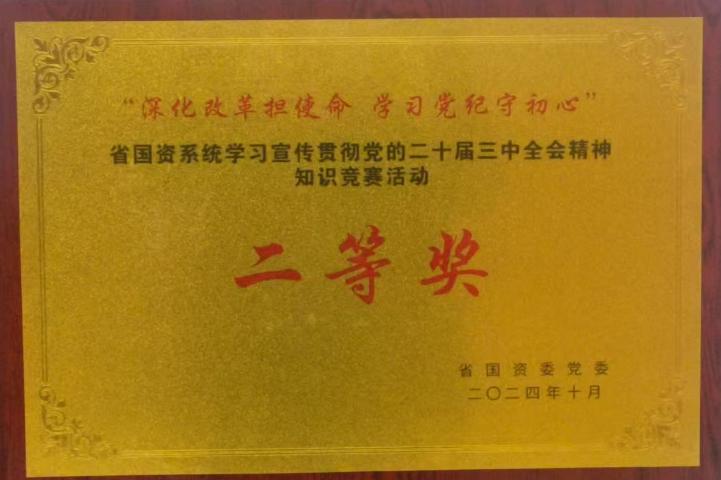 “深化改革担使命 学习党纪守初心”
省国资系统学习宣传贯彻党的二十届三中全会精神
知识竞赛活动
二等奖
省国资委党委
二〇二四年十月